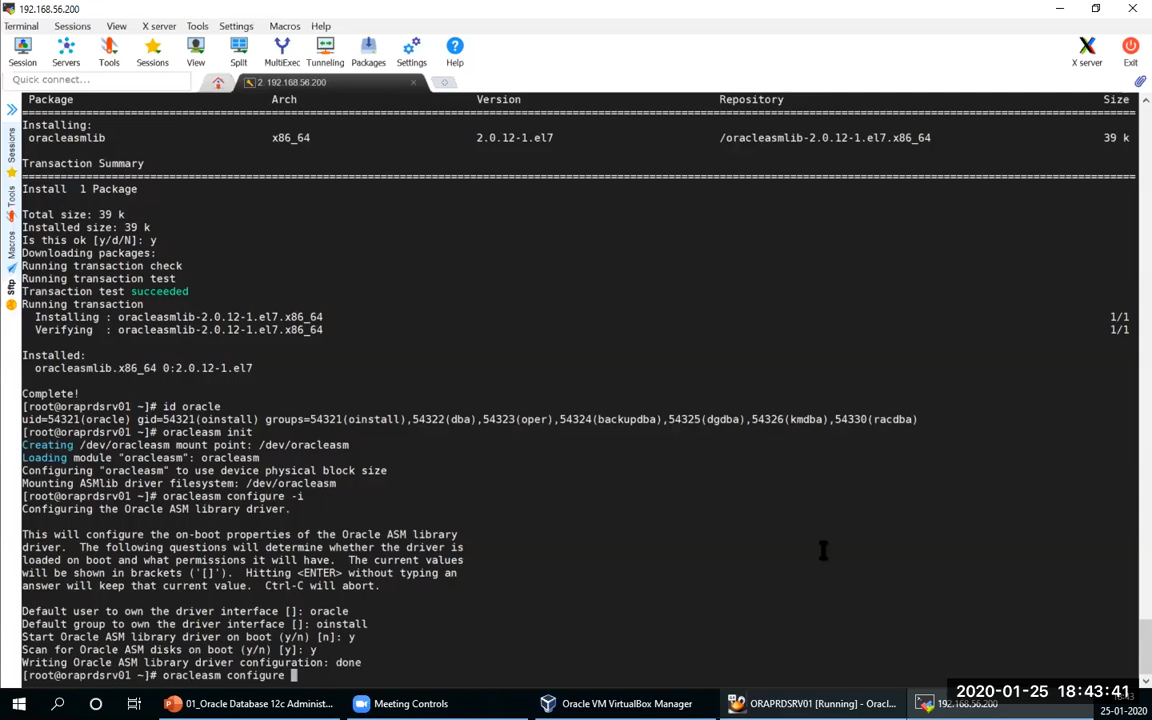 192.168.56.200
Terminal Sessions View X server Tools Settings Macros Help
Session Servers Tools Sessions View Split MultiExec Tunneling Packages Settings Help X server Exit
Quick connect...
2. 192.168.56.200
Sessions
Tools
Macros
Sftp
Package Arch Version Repository Size
================================================================================
Installing:
oracleasmlib x86_64 2.0.12-1.el7 /oracleasmlib-2.0.12-1.el7.x86_64 39 k
Transaction Summary
================================================================================
Install 1 Package
Total size: 39 k
Installed size: 39 k
Is this ok [y/d/N]: y
Downloading packages:
Running transaction check
Running transaction test
Transaction test succeeded
Running transaction
Installing : oracleasmlib-2.0.12-1.el7.x86_64 1/1
Verifying : oracleasmlib-2.0.12-1.el7.x86_64 1/1
Installed:
oracleasmlib.x86_64 0:2.0.12-1.el7
Complete!
[root@oraprdsrv01 ~]# id oracle
uid=54321(oracle) gid=54321(oinstall) groups=54321(oinstall),54322(dba),54323(oper),54324(backupdba),54325(dgdba),54326(kmdba),54330(racdba)
[root@oraprdsrv01 ~]# oracleasm init
Creating /dev/oracleasm mount point: /dev/oracleasm
Loading module "oracleasm": oracleasm
Configuring "oracleasm" to use device physical block size
Mounting ASMlib driver filesystem: /dev/oracleasm
[root@oraprdsrv01 ~]# oracleasm configure -i
Configuring the Oracle ASM library driver.
This will configure the on-boot properties of the Oracle ASM library
driver. The following questions will determine whether the driver is
loaded on boot and what permissions it will have. The current values
will be shown in brackets ('[]'). Hitting <ENTER> without typing an
answer will keep that current value. Ctrl-C will abort.
Default user to own the driver interface []: oracle
Default group to own the driver interface []: oinstall
Start Oracle ASM library driver on boot (y/n) [n]: y
Scan for Oracle ASM disks on boot (y/n) [y]: y
Writing Oracle ASM library driver configuration: done
[root@oraprdsrv01 ~]# oracleasm configure
2020-01-25 18:43:41
01_Oracle Database 12c Administ... Meeting Controls Oracle VM VirtualBox Manager ORAPRDSRV01 [Running] - Orac... 192.168.56.200
25-01-2020